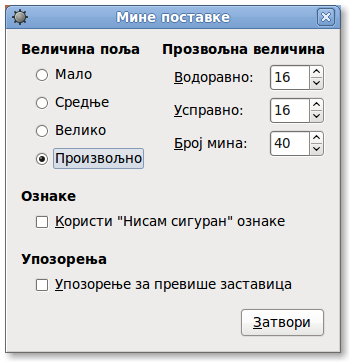 Мине поставке
Величина поља
Прозвољна величина
Мало
Средње
Велико
Произвољно
Водоравно: 16
Усправно: 16
Број мина: 40
Ознаке
Користи "Нисам сигуран" ознаке
Упозорења
Упозорење за превише заставица
Затвори